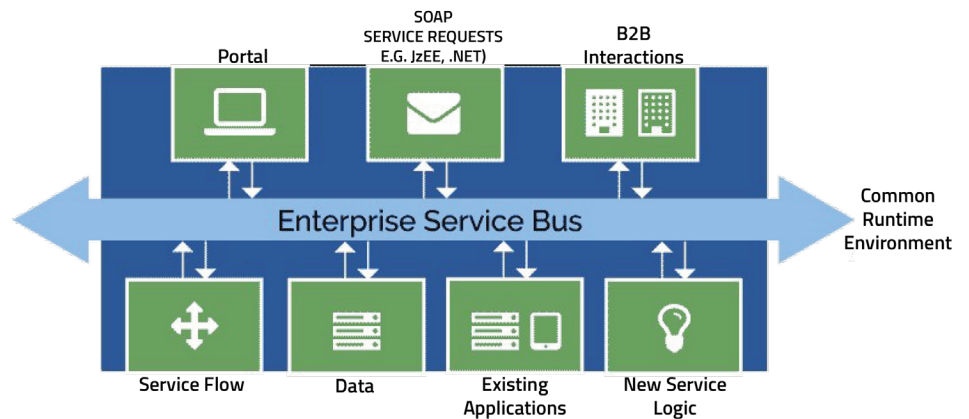 SOAP
SERVICE REQUESTS
E.G. JzEE, .NET)
Portal
B2B
Interactions
Enterprise Service Bus
Common
Runtime
Environment
Service Flow
Data
Existing
Applications
New Service
Logic